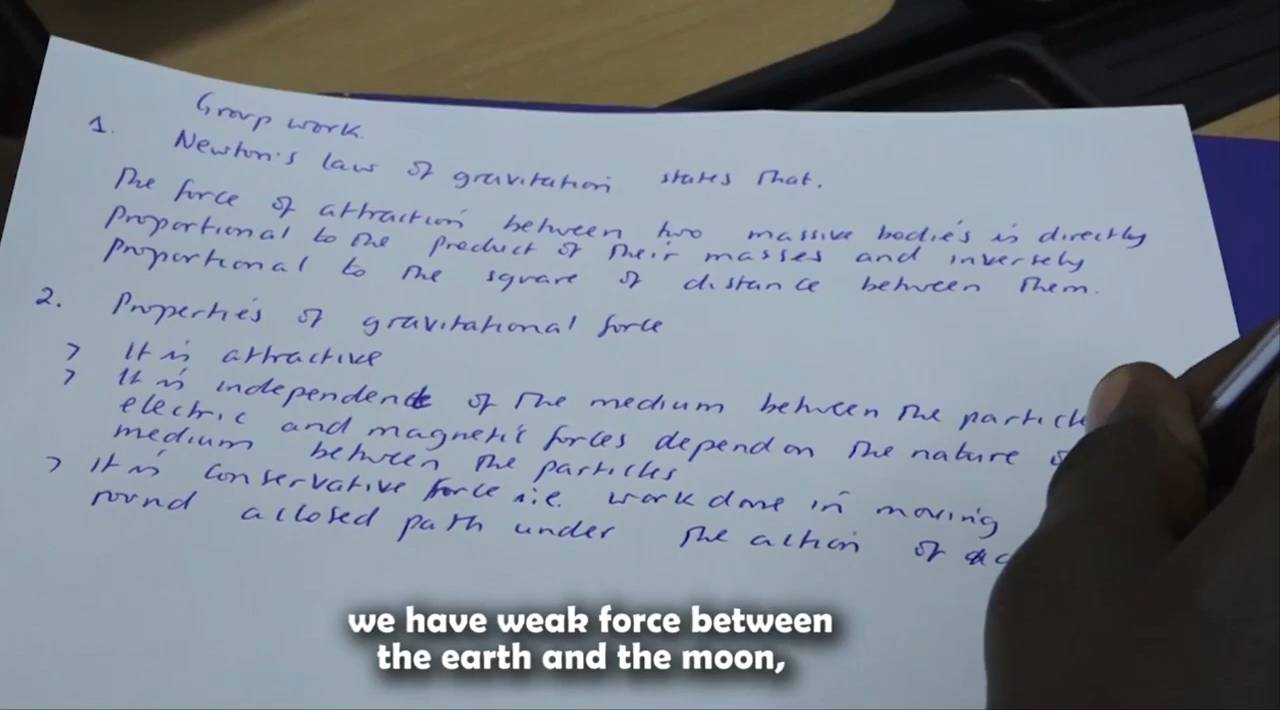 Group work.
1. Newton's law of gravitation states that.
The force of attraction between two massive bodies is directly
proportional to the product of their masses and inversely
proportional to the square of distance between them.
2. Properties of gravitational force
> It is attractive
> It is independent of the medium between the particle
electric and magnetic forces depend on the nature
medium between the particles
> It is conservative force i.e. work done in moving
round a closed path under the action of
we have weak force between
the earth and the moon,